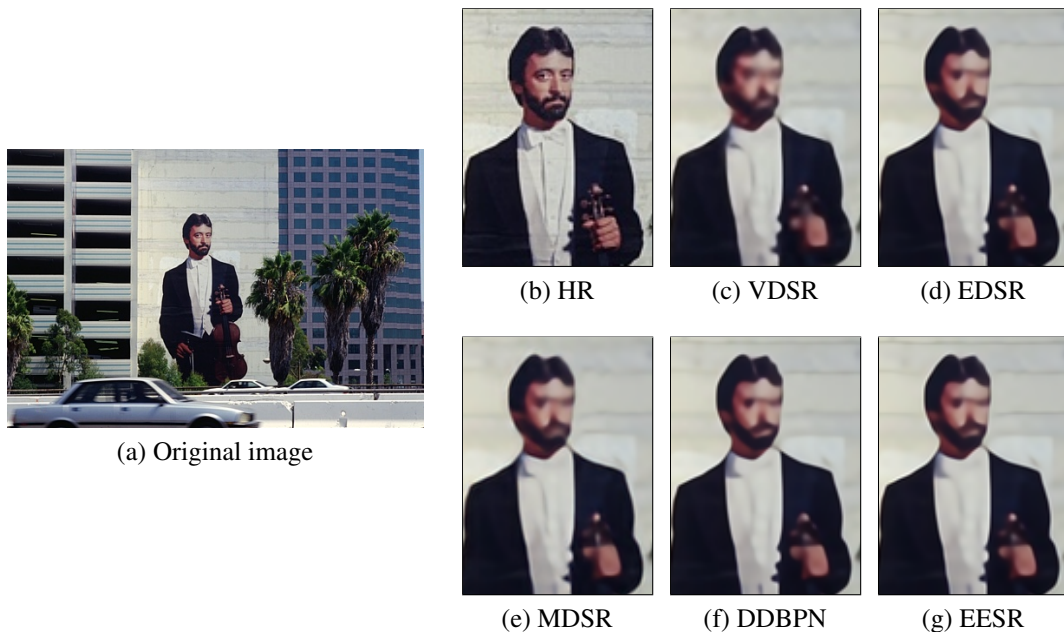 (a) Original image
(b) HR
(c) VDSR
(d) EDSR
(e) MDSR
(f) DDBPN
(g) EESR